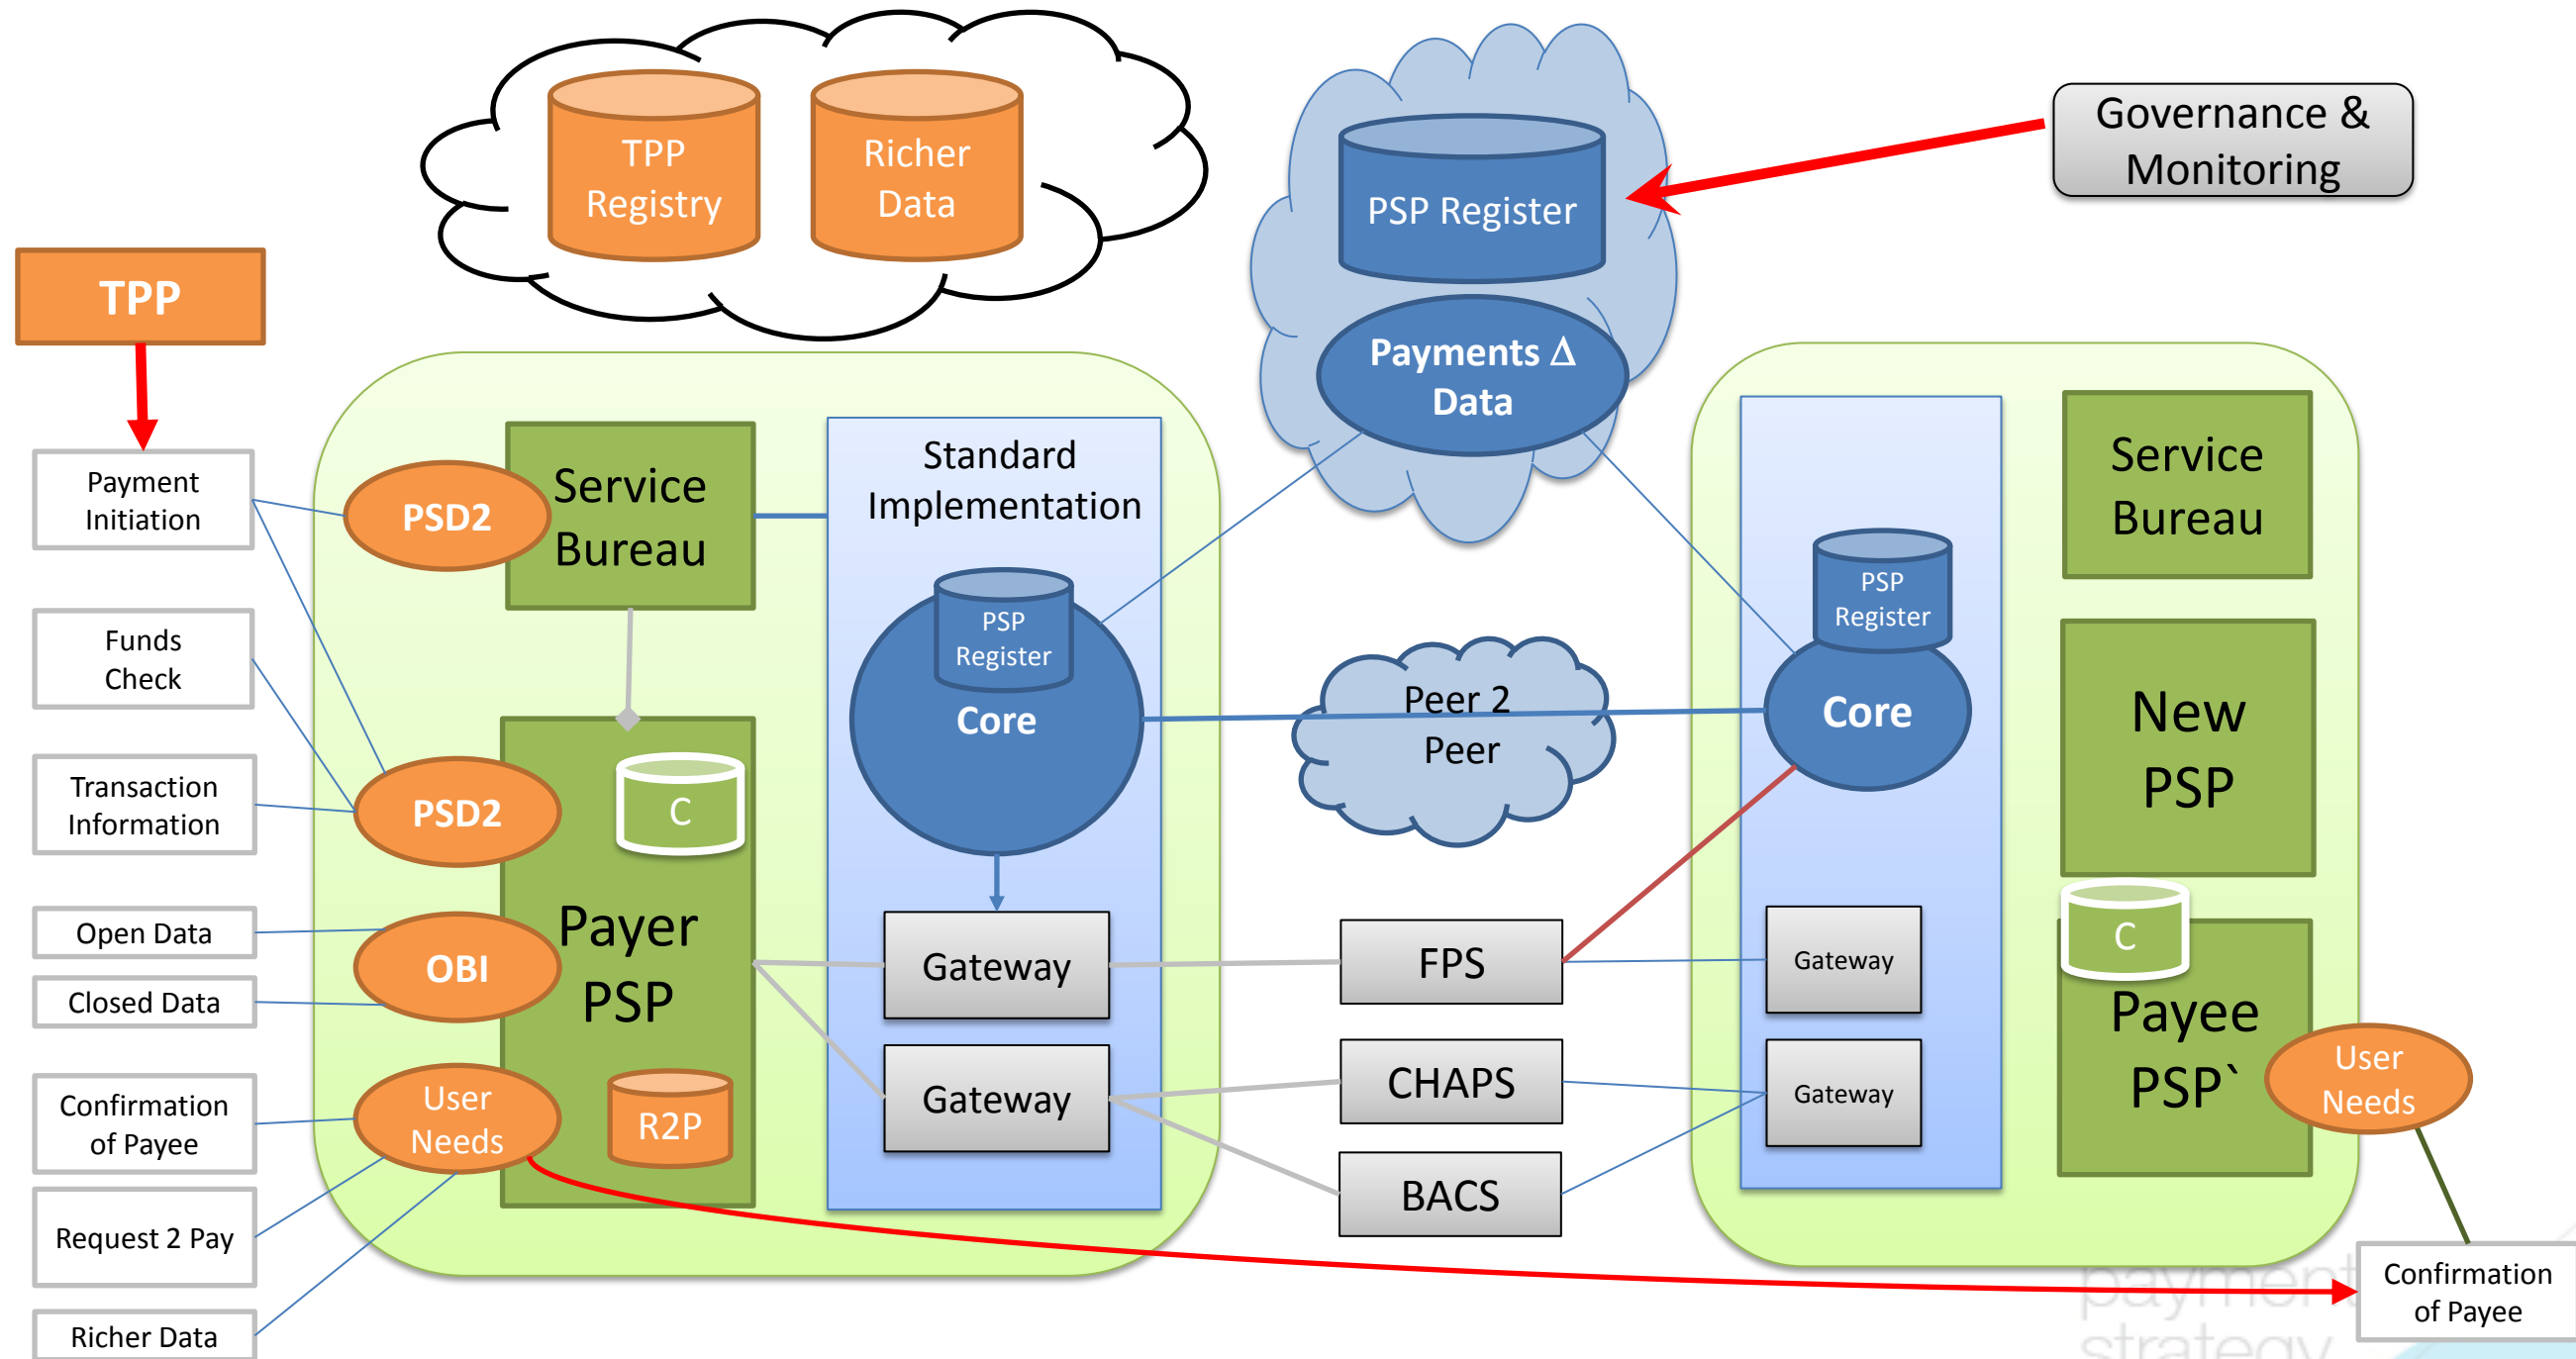 TPP
Registry
Richer
Data
PSP Register
Payments Δ
Data
Governance &
Monitoring
TPP
Payment
Initiation
Funds
Check
Transaction
Information
Open Data
Closed Data
Confirmation
of Payee
Request 2 Pay
Richer Data
PSD2
Service
Bureau
PSD2
C
OBI
Payer
PSP
User
Needs
R2P
Standard
Implementation
PSP
Register
Core
Gateway
Gateway
Peer 2
Peer
FPS
CHAPS
BACS
PSP
Register
Core
Gateway
Gateway
Service
Bureau
New
PSP
C
Payee
PSP`
User
Needs
Confirmation
of Payee
payment
strategy